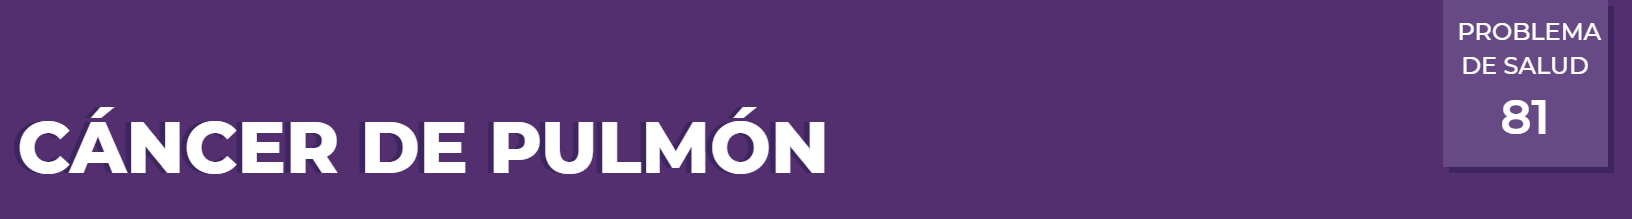 PROBLEMA
DE SALUD
81
CÁNCER DE PULMÓN